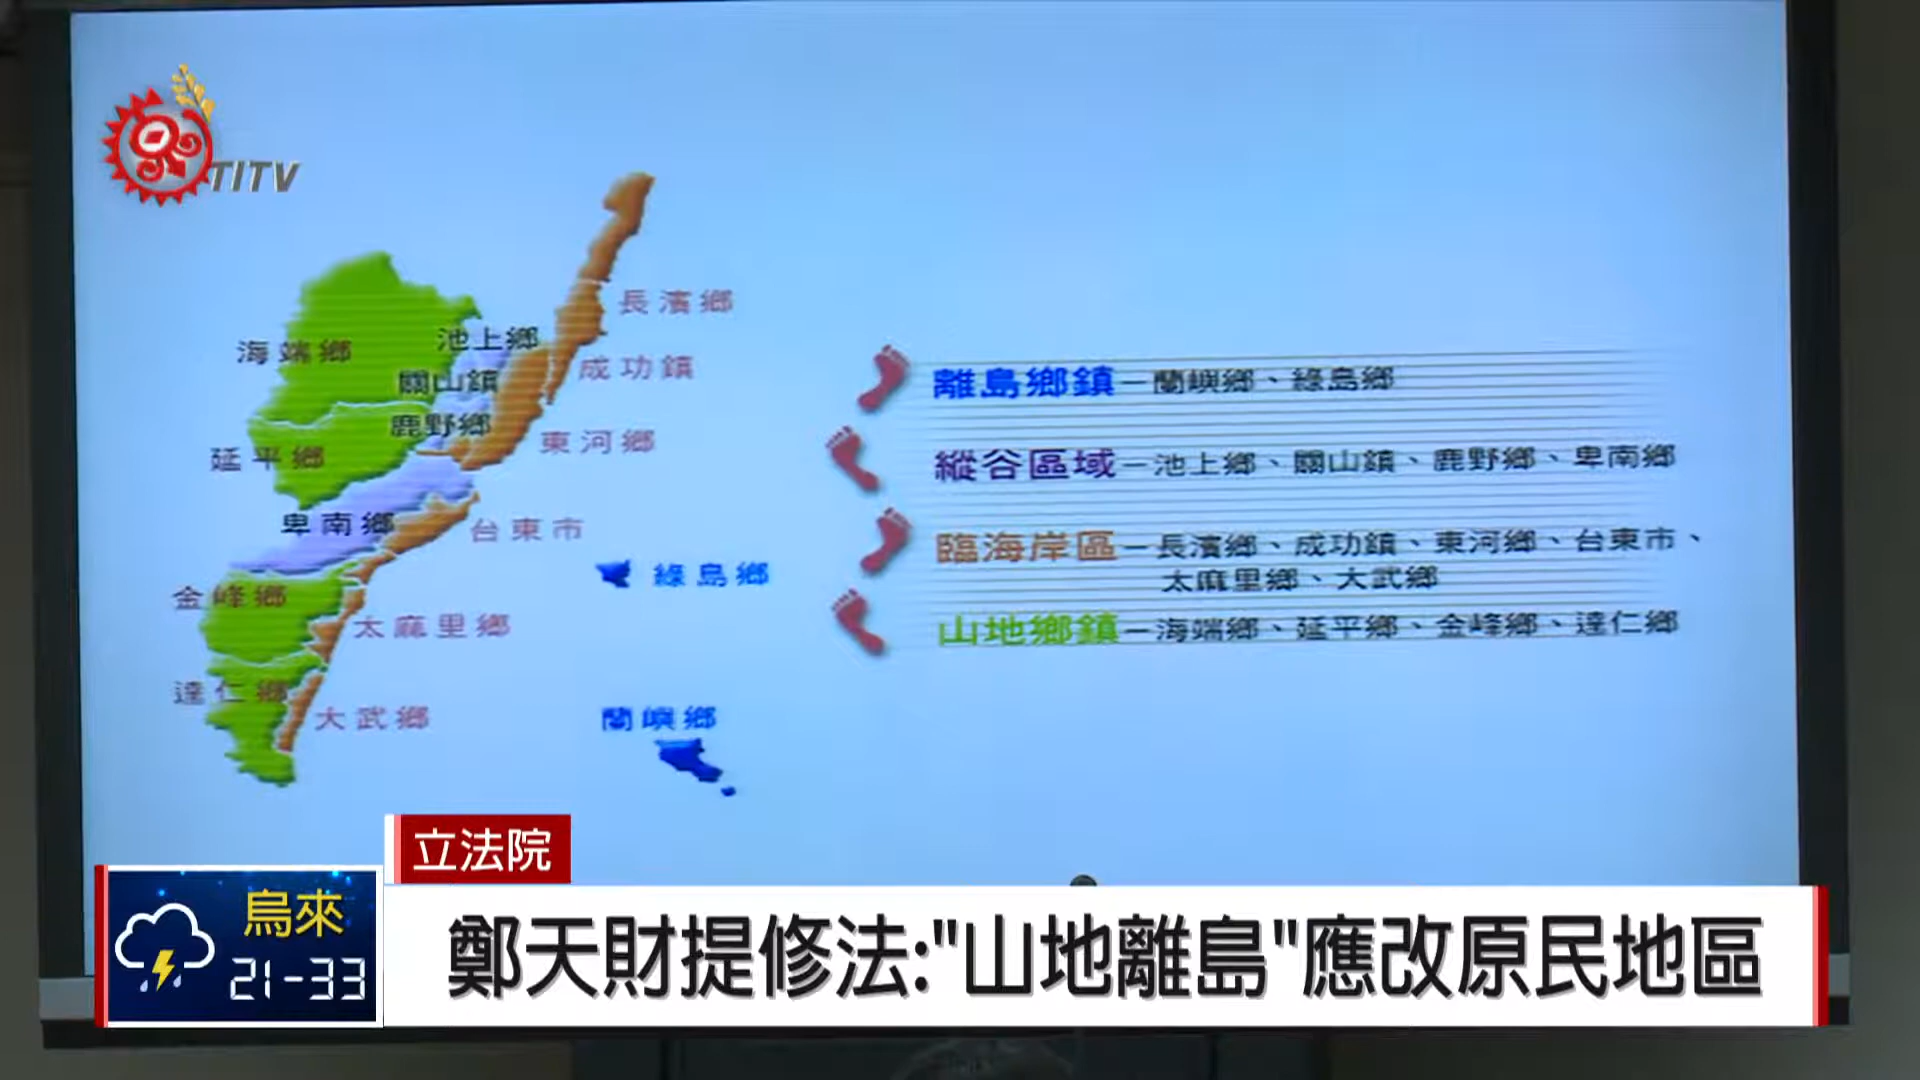 TITV
長濱鄉
海端鄉
池上鄉
成功鎮
關山鎮
鹿野鄉
東河鄉
延平鄉
卑南鄉
台東市
綠島鄉
金峰鄉
太麻里鄉
達仁鄉
大武鄉
蘭嶼鄉
離島鄉鎮－蘭嶼鄉、綠島鄉
縱谷區域－池上鄉、關山鎮、鹿野鄉、卑南鄉
臨海岸區－長濱鄉、成功鎮、東河鄉、台東市、
太麻里鄉、大武鄉
山地鄉鎮－海端鄉、延平鄉、金峰鄉、達仁鄉
立法院
烏來
21-33
鄭天財提修法:"山地離島"應改原民地區